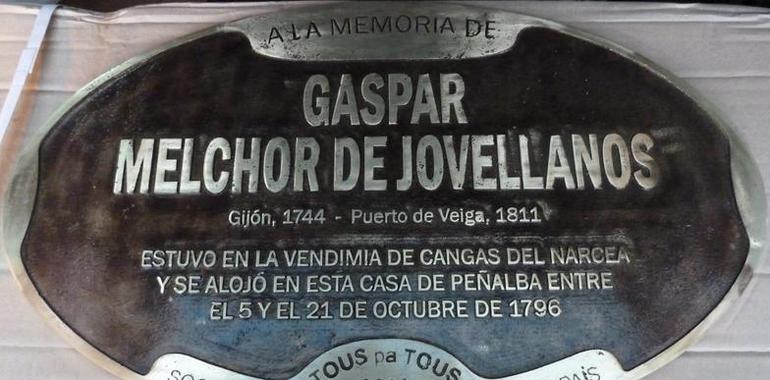 A LA MEMORIA DE
GASPAR
MELCHOR DE JOVELLANOS
Gijón, 1744 - Puerto de Veiga, 1811
ESTUVO EN LA VENDIMIA DE CANGAS DEL NARCEA
Y SE ALOJÓ EN ESTA CASA DE PEÑALBA ENTRE
EL 5 Y EL 21 DE OCTUBRE DE 1796
TOUS pa TOUS
PAÍS